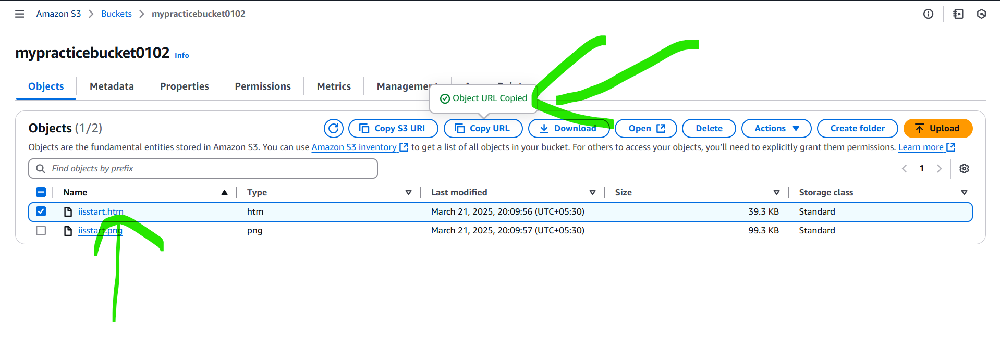 Amazon S3 > Buckets > mypracticebucket0102
mypracticebucket0102 Info
Objects Metadata Properties Permissions Metrics
Object URL Copied
Objects (1/2) Copy S3 URI Copy URL Download Open Delete Actions Create folder Upload
Objects are the fundamental entities stored in Amazon S3. You can use Amazon S3 inventory to get a list of all objects in your bucket. For others to access your objects, you'll need to explicitly grant them permissions. Learn more
Find objects by prefix 1
Name Type Last modified Size Storage class
iisstart.htm htm March 21, 2025, 20:09:56 (UTC+05:30) 39.3 KB Standard
iisstart.png png March 21, 2025, 20:09:57 (UTC+05:30) 99.3 KB Standard